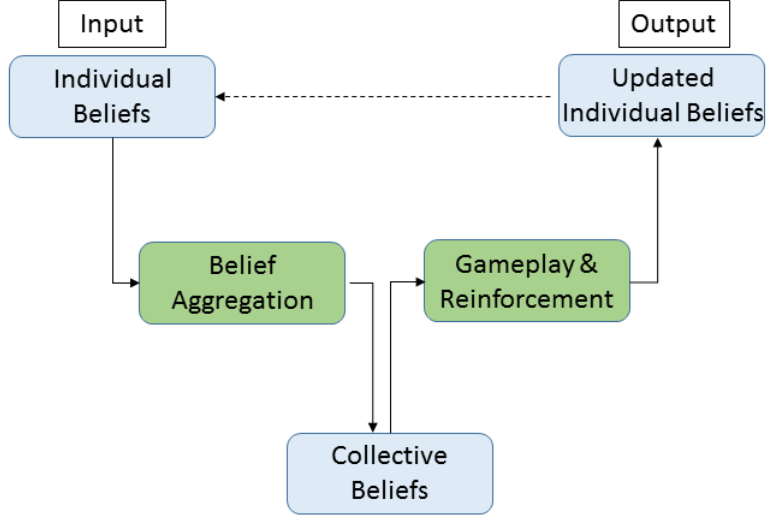 Input
Output
Individual
Beliefs
Updated
Individual Beliefs
Belief
Aggregation
Gameplay &
Reinforcement
Collective
Beliefs